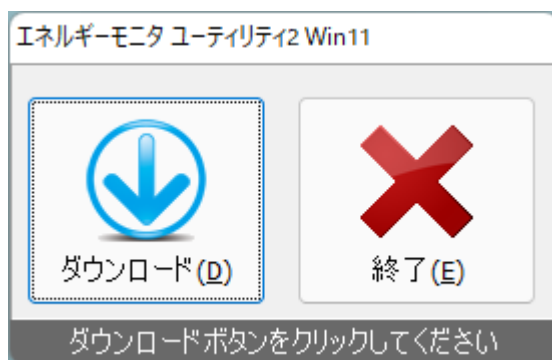 エネルギーモニタ ユーティリティ2 Win11
ダウンロード(D)
終了(E)
ダウンロードボタンをクリックしてください